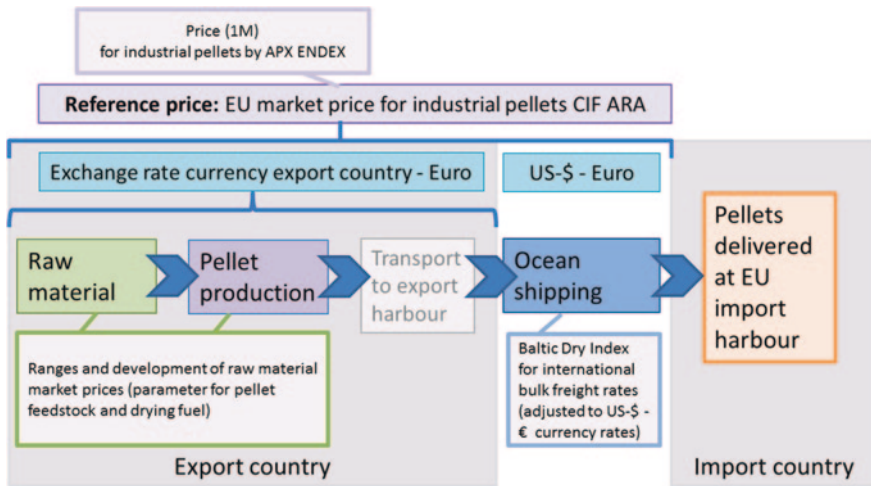 Price (1M)
for industrial pellets by APX ENDEX
Reference price: EU market price for industrial pellets CIF ARA
Exchange rate currency export country - Euro
US-$ - Euro
Raw
material
Pellet
production
Transport
to export
harbour
Ocean
shipping
Pellets
delivered
at EU
import
harbour
Ranges and development of raw material
market prices (parameter for pellet
feedstock and drying fuel)
Baltic Dry Index
for international
bulk freight rates
(adjusted to US-$ -
€ currency rates)
Export country
Import country